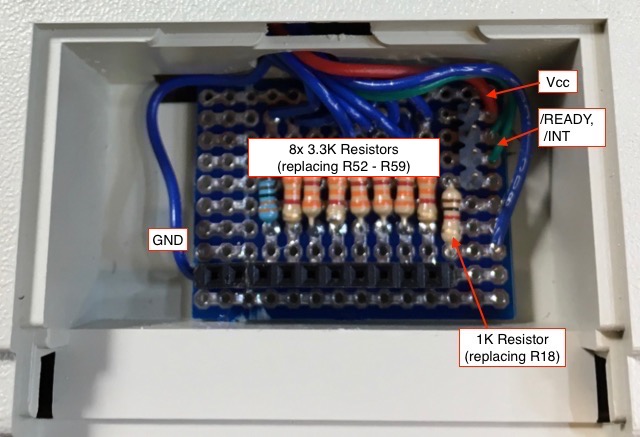 Vcc
/READY,
/INT
8x 3.3K Resistors
(replacing R52 - R59)
GND
1K Resistor
(replacing R18)